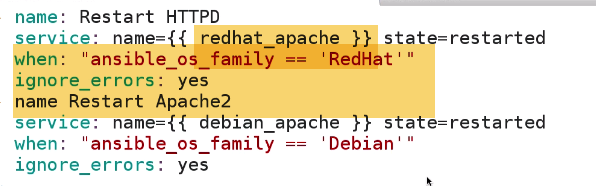 name: Restart HTTPD
service: name={{ redhat_apache }} state=restarted
when: "ansible_os_family == 'RedHat'"
ignore_errors: yes
name Restart Apache2
service: name={{ debian_apache }} state=restarted
when: "ansible_os_family == 'Debian'"
ignore_errors: yes